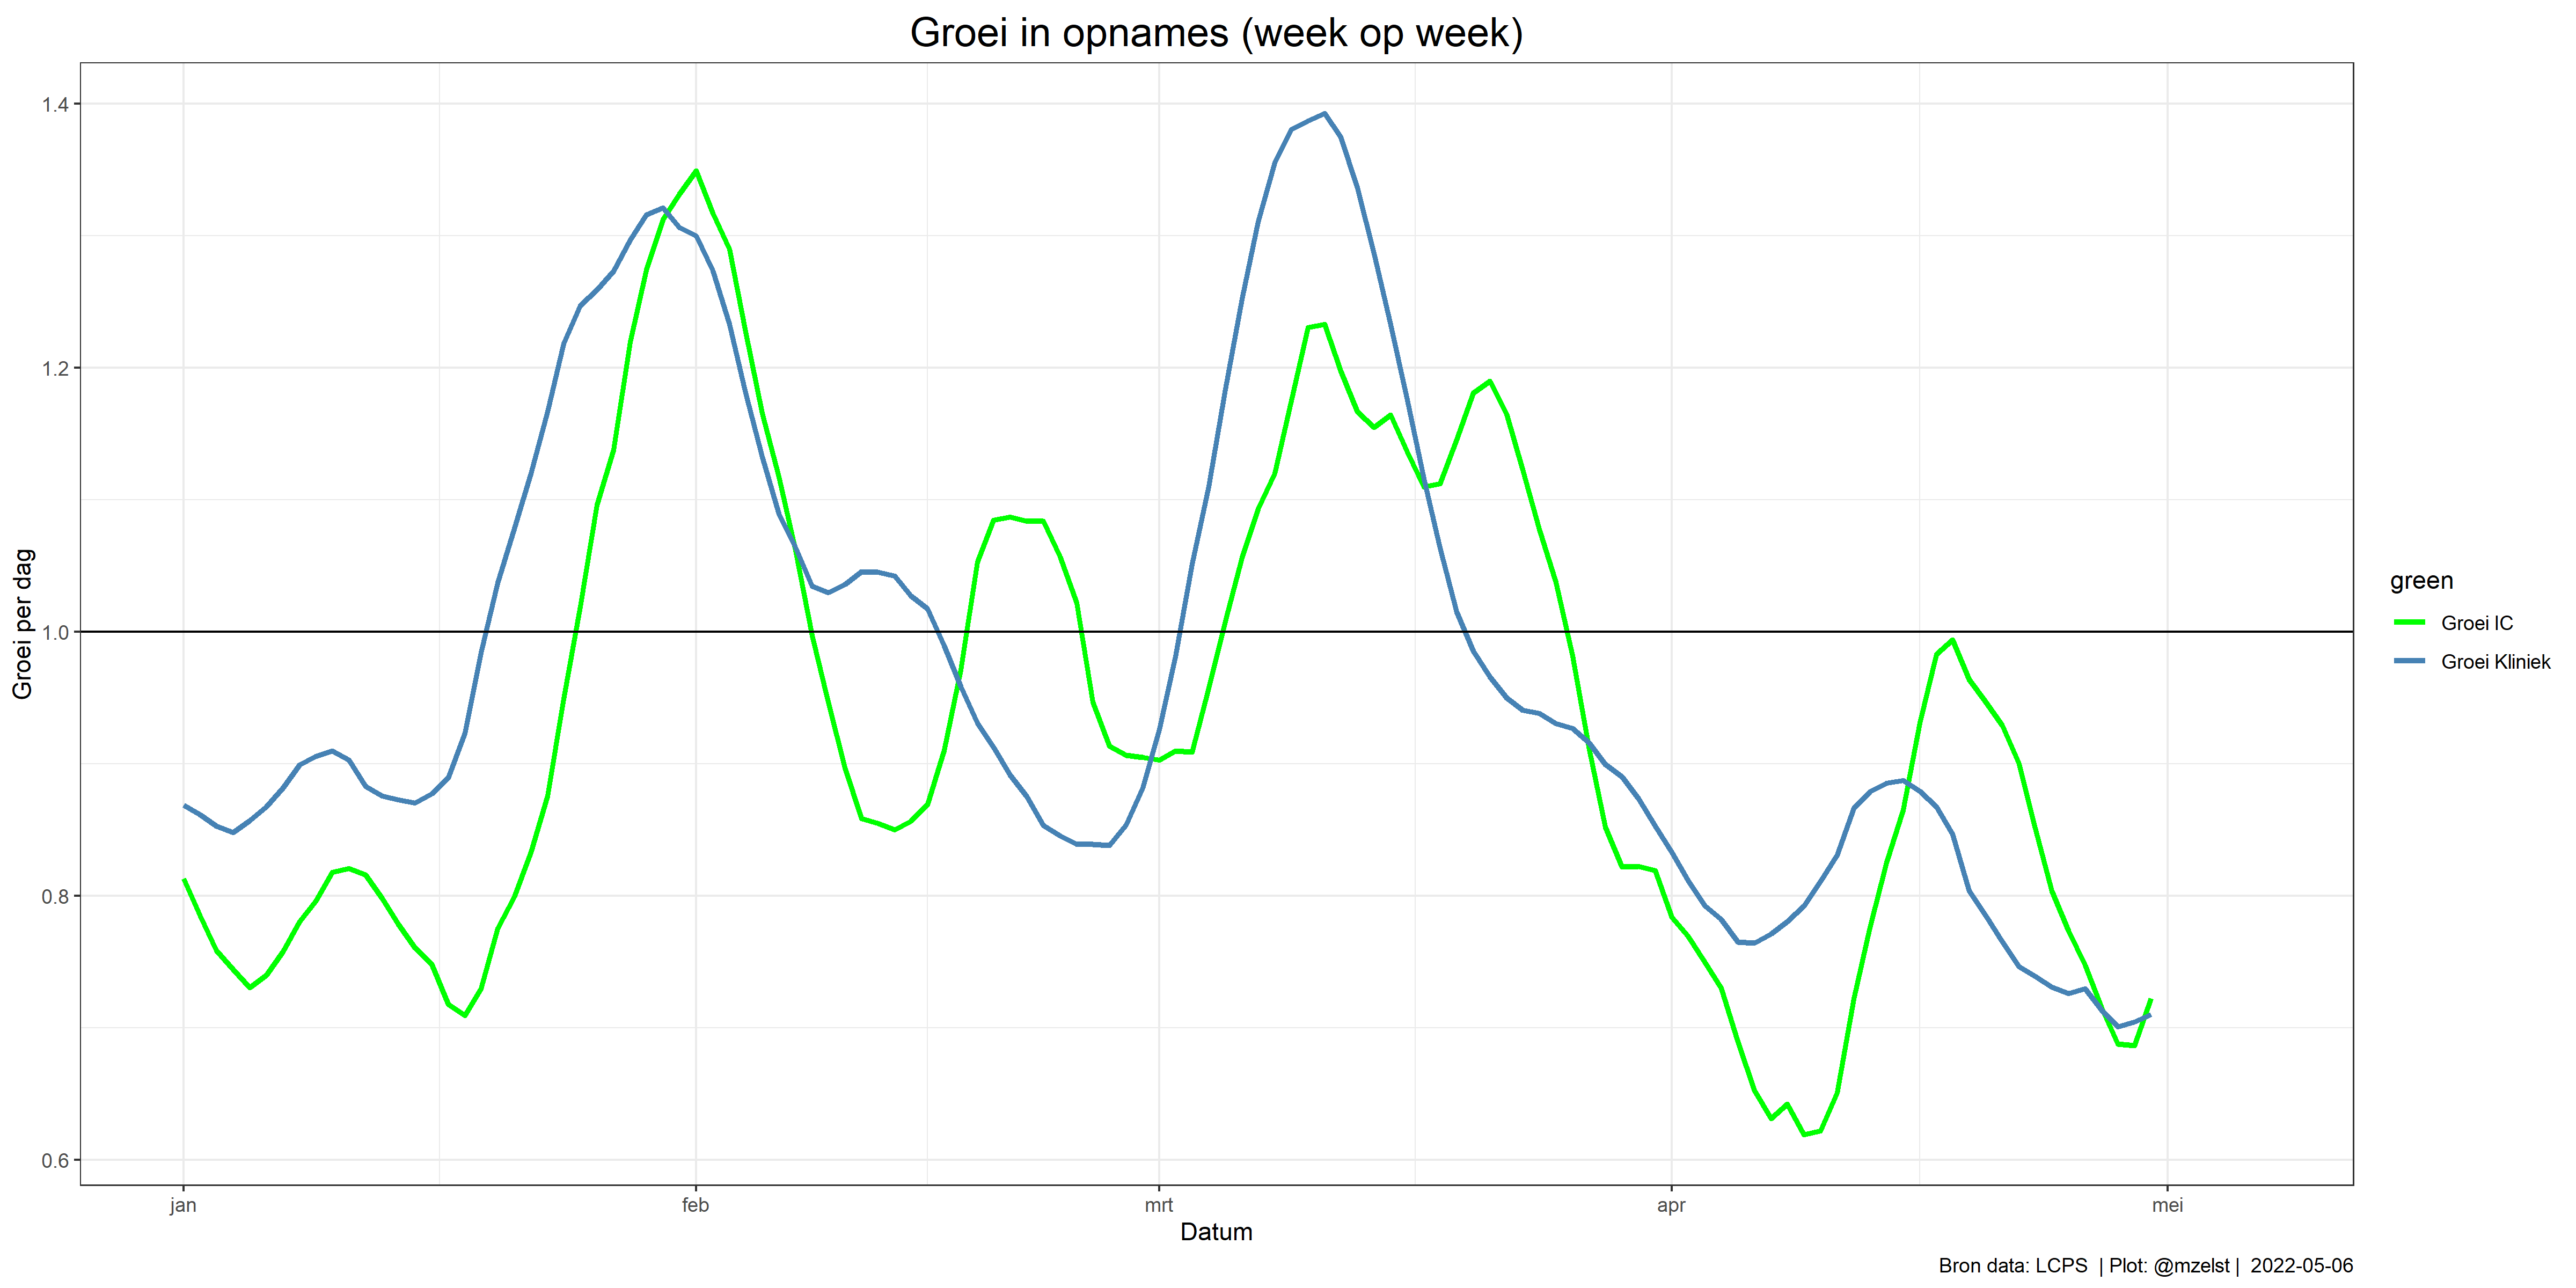 Groei in opnames (week op week)
1.4
1.2
1.0
0.8
0.6
Groei per dag
jan feb mrt apr mei
Datum
green
Groei IC
Groei Kliniek
Bron data: LCPS | Plot: @mzelst | 2022-05-06